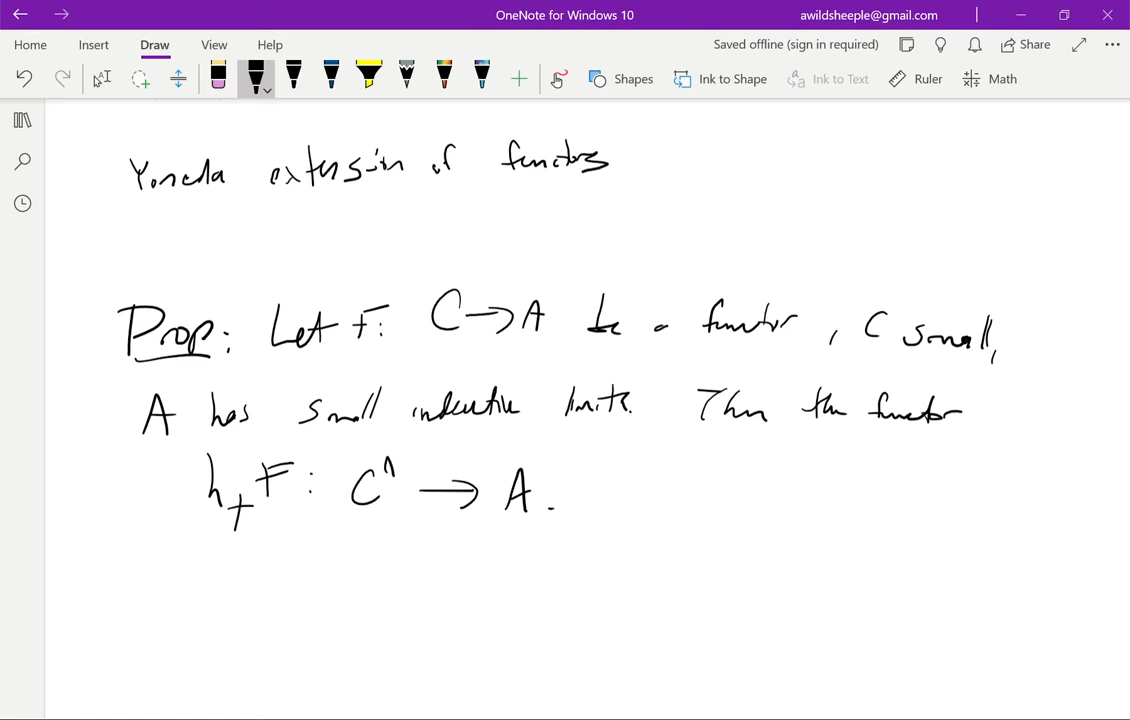 OneNote for Windows 10
awildsheeple@gmail.com
Home Insert Draw View Help
Saved offline (sign in required)
Share
Shapes
Ink to Shape
Ink to Text
Ruler
Math
Yoneda extension of functors
Prop: Let F: C → A be a functor, C small,
A has small inductive limits. Then the functor
h†F: C^ → A.